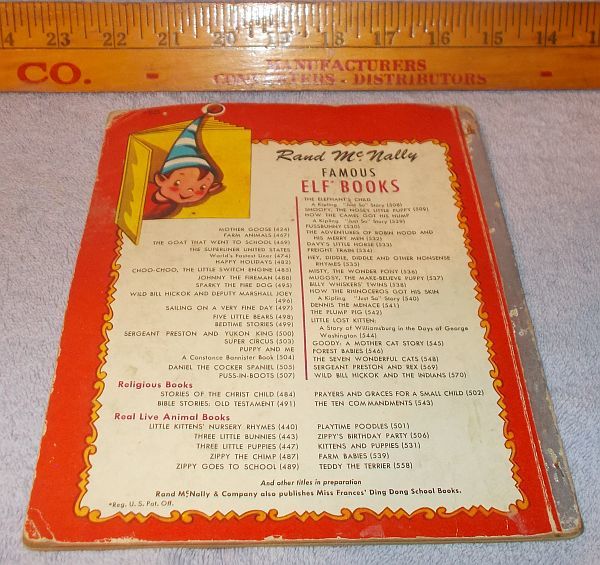 24 23 22 21 20 19 18 17 16 15 14
CO. - MANUFACTURERS
- DISTRIBUTORS
Rand McNally
FAMOUS
ELF* BOOKS
MOTHER GOOSE (424)
FARM ANIMALS (467)
THE GOAT THAT WENT TO SCHOOL (469)
THE SUPERLINER UNITED STATES
World's Fastest Liner (474)
HAPPY HOLIDAYS (482)
CHOO-CHOO, THE LITTLE SWITCH ENGINE (485)
JOHNNY THE FIREMAN (488)
SPARKY THE FIRE DOG (495)
WILD BILL HICKOK AND DEPUTY MARSHALL JOEY
(496)
SAILING ON A VERY FINE DAY (497)
FIVE LITTLE BEARS (498)
BEDTIME STORIES (499)
SERGEANT PRESTON AND YUKON KING (500)
SUPER CIRCUS (503)
PUPPY AND ME
A Constance Bannister Book (504)
DANIEL THE COCKER SPANIEL (505)
PUSS-IN-BOOTS (507)
THE ELEPHANT'S CHILD
A Kipling "Just So" Story (508)
SNOOPY, THE NOSEY LITTLE PUPPY (509)
HOW THE CAMEL GOT HIS HUMP
A Kipling "Just So" Story (529)
FUSSBUNNY (530)
THE ADVENTURES OF ROBIN HOOD AND
HIS MERRY MEN (532)
DAVY'S LITTLE HORSE (533)
FREIGHT TRAIN (534)
HEY, DIDDLE, DIDDLE AND OTHER NONSENSE
RHYMES (535)
MISTY, THE WONDER PONY (536)
MUGGSY, THE MAKE-BELIEVE PUPPY (537)
BILLY WHISKERS' TWINS (538)
HOW THE RHINOCEROS GOT HIS SKIN
A Kipling "Just So" Story (540)
DENNIS THE MENACE (541)
THE PLUMP PIG (542)
LITTLE LOST KITTEN:
A Story of Williamsburg in the Days of George
Washington (544)
GOODY: A MOTHER CAT STORY (545)
FOREST BABIES (546)
THE SEVEN WONDERFUL CATS (548)
SERGEANT PRESTON AND REX (569)
WILD BILL HICKOK AND THE INDIANS (570)
Religious Books
STORIES OF THE CHRIST CHILD (484)
BIBLE STORIES: OLD TESTAMENT (491)
PRAYERS AND GRACES FOR A SMALL CHILD (502)
THE TEN COMMANDMENTS (543)
Real Live Animal Books
LITTLE KITTENS' NURSERY RHYMES (440)
THREE LITTLE BUNNIES (443)
THREE LITTLE PUPPIES (447)
ZIPPY THE CHIMP (487)
ZIPPY GOES TO SCHOOL (489)
PLAYTIME POODLES (501)
ZIPPY'S BIRTHDAY PARTY (506)
KITTENS AND PUPPIES (531)
FARM BABIES (539)
TEDDY THE TERRIER (558)
And other titles in preparation
Rand McNally & Company also publishes Miss Frances' Ding Dong School Books.
*Reg. U. S. Pat. Off.